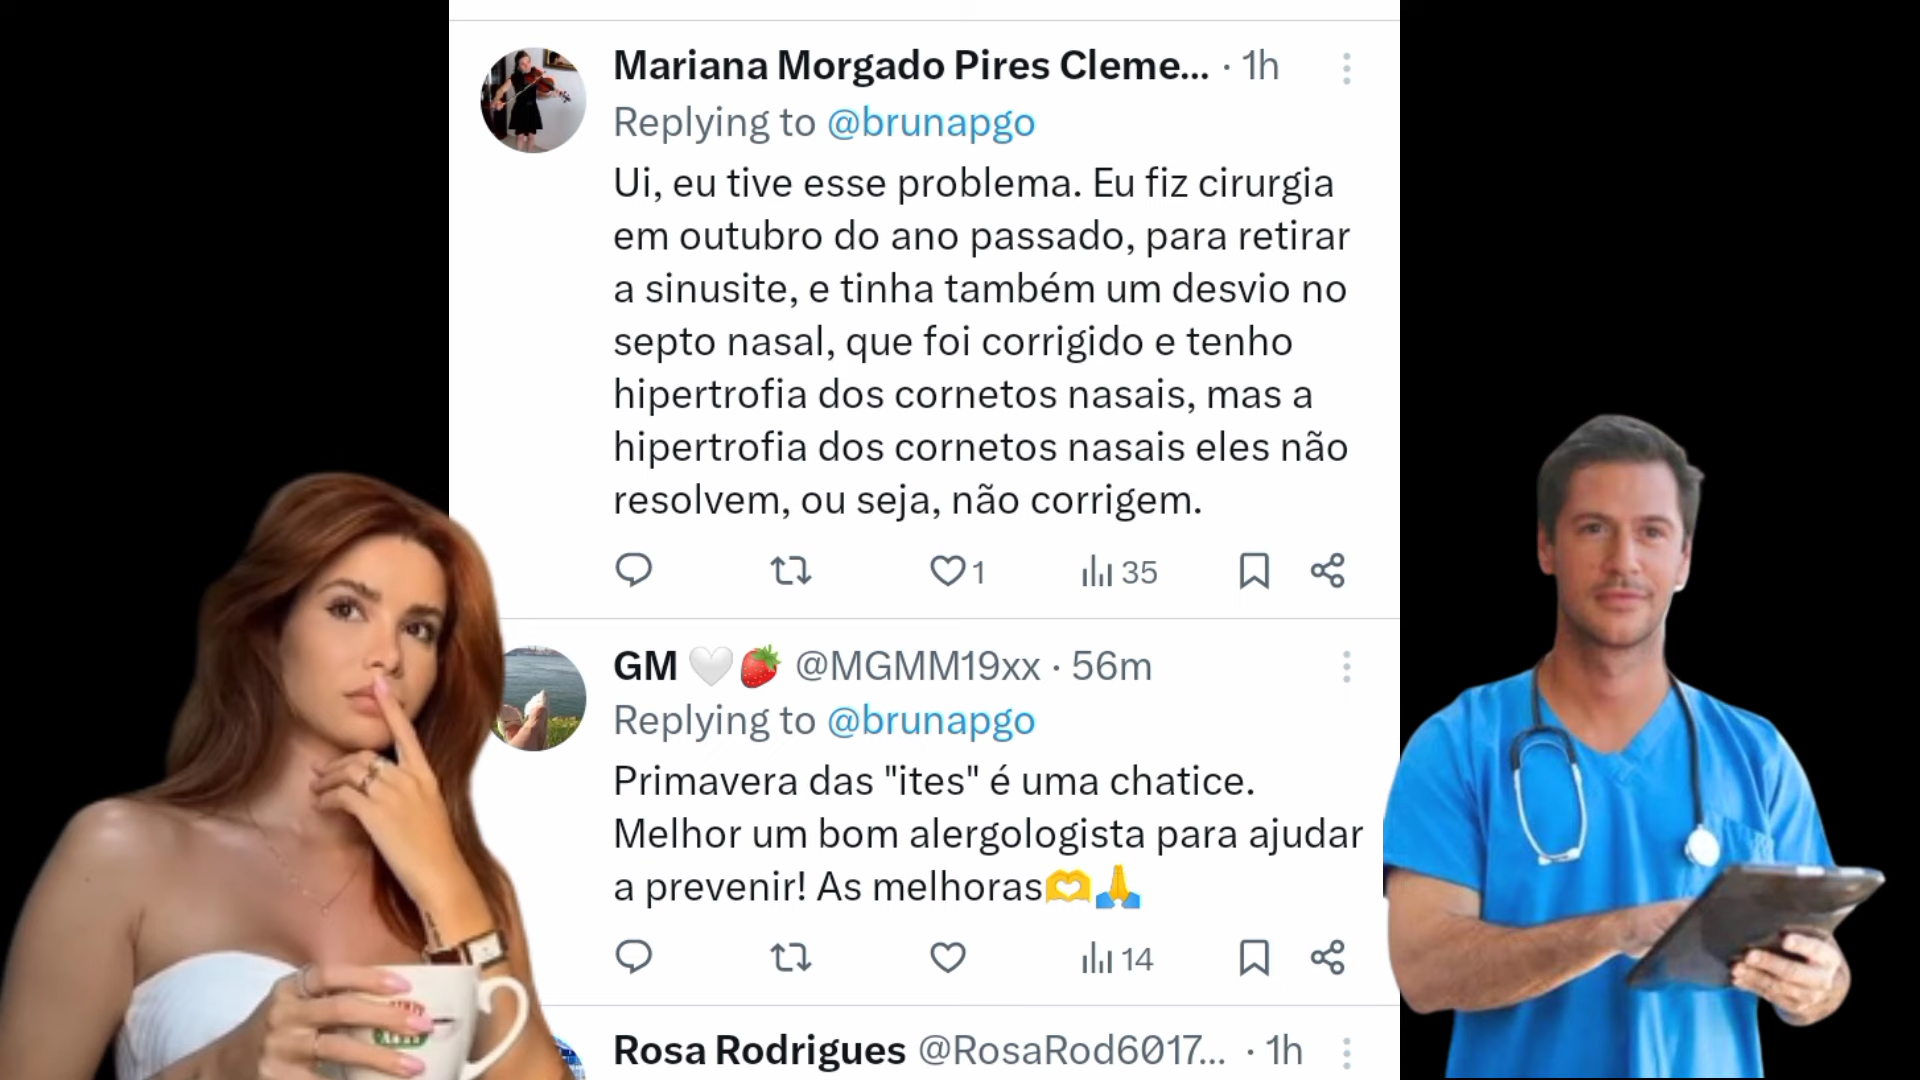 Mariana Morgado Pires Cleme... · 1h
Replying to @brunapgo
Ui, eu tive esse problema. Eu fiz cirurgia
em outubro do ano passado, para retirar
a sinusite, e tinha também um desvio no
septo nasal, que foi corrigido e tenho
hipertrofia dos cornetos nasais, mas a
hipertrofia dos cornetos nasais eles não
resolvem, ou seja, não corrigem.
1 35
GM 🤍🍓 @MGMM19xx · 56m
Replying to @brunapgo
Primavera das "ites" é uma chatice.
Melhor um bom alergologista para ajudar
a prevenir! As melhoras🫶🙏
14
Rosa Rodrigues @RosaRod6017... · 1h